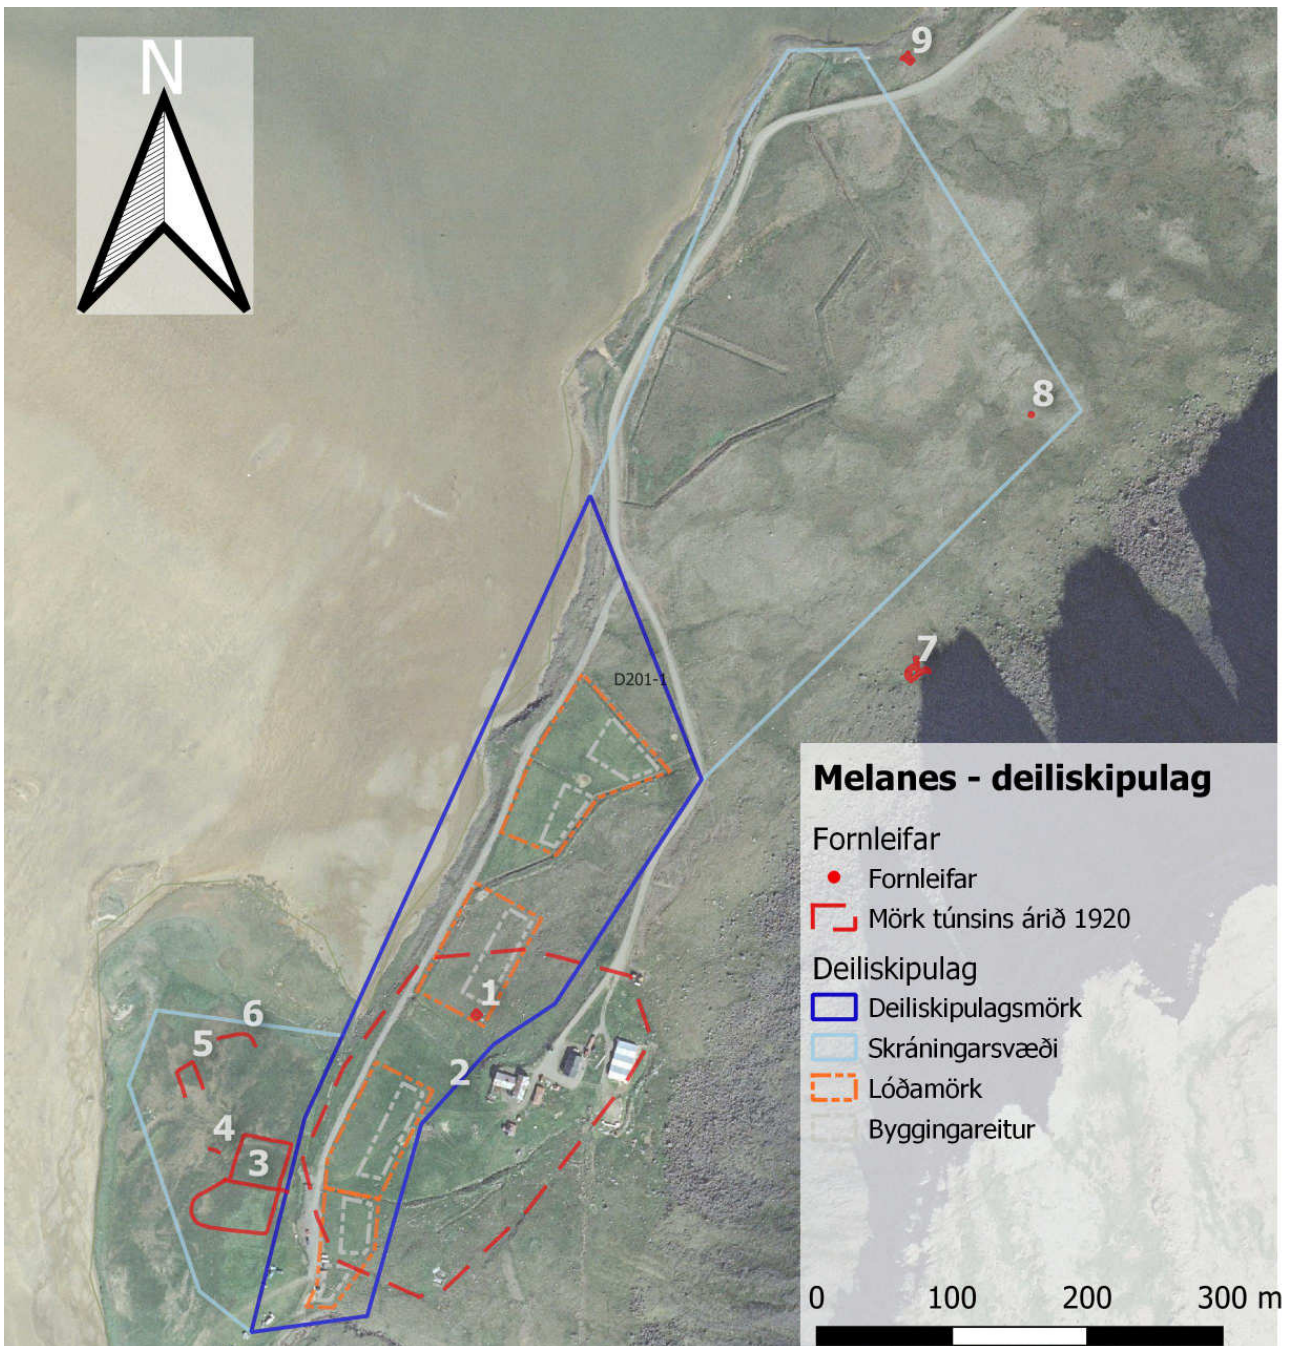 N
9
8
7
D201-1
1
2
6
5
4
3
Melanes - deiliskipulag
Fornleifar
Fornleifar
Mörk túnsins árið 1920
Deiliskipulag
Deiliskipulagsmörk
Skráningarsvæði
Lóðamörk
Byggingareitur
0 100 200 300 m